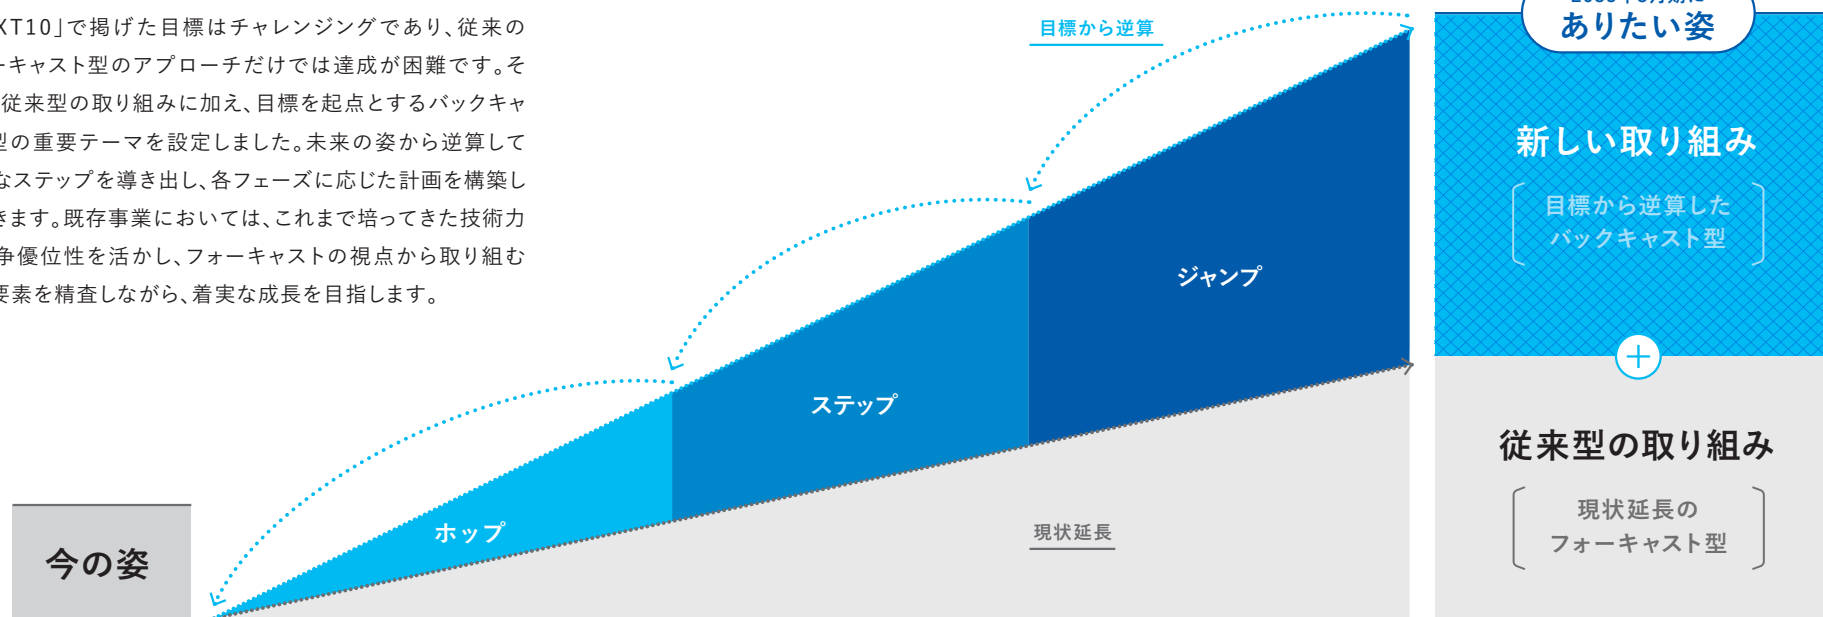 XT10」で掲げた目標はチャレンジングであり、従来の
ーキャスト型のアプローチだけでは達成が困難です。そ
従来型の取り組みに加え、目標を起点とするバックキャ
型の重要テーマを設定しました。未来の姿から逆算して
なステップを導き出し、各フェーズに応じた計画を構築し
きます。既存事業においては、これまで培ってきた技術力
争優位性を活かし、フォーキャストの視点から取り組む
要素を精査しながら、着実な成長を目指します。
目標から逆算
ありたい姿
新しい取り組み
目標から逆算した
バックキャスト型
ジャンプ
ステップ
ホップ
現状延長
今の姿
従来型の取り組み
現状延長の
フォーキャスト型